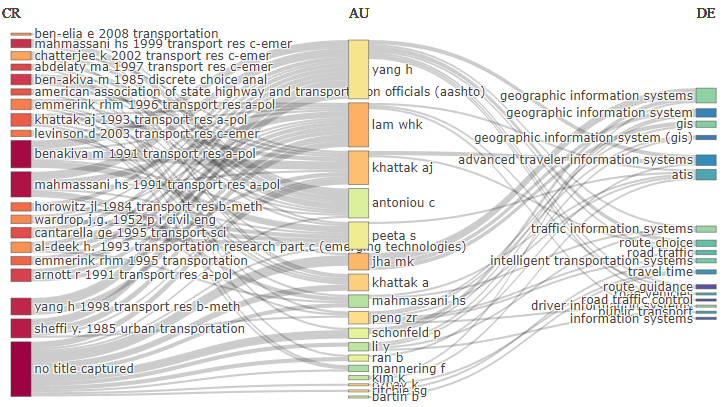 CR
AU
DE
ben-elia e 2008 transportation
mahmassani hs 1999 transport res c-emer
chatterjee k 2002 transport res c-emer
abdelaty ma 1997 transport res c-emer
ben-akiva m 1985 discrete choice anal
american association of state highway and transportation officials (aashto)
emmerink rhm 1996 transport res a-pol
khattak aj 1993 transport res a-pol
levinson d 2003 transport res c-emer
benakiva m 1991 transport res a-pol
mahmassani hs 1991 transport res a-pol
horowitz jl 1984 transport res b-meth
wardrop j.g. 1952 p i civil eng
cantarella ge 1995 transport sci
al-deek h. 1993 transportation research part c (emerging technologies)
emmerink rhm 1995 transportation
arnott r 1991 transport res a-pol
yang h 1998 transport res b-meth
sheffi y. 1985 urban transportation
no title captured
yang h
lam whk
khattak aj
antoniou c
peeta s
jha mk
khattak a
mahmassani hs
peng zr
schonfeld p
li y
ran b
mannering f
kim k
ritchie sg
bartin b
geographic information systems
geographic information system
gis
geographic information system (gis)
advanced traveler information systems
atis
traffic information systems
route choice
road traffic
intelligent transportation systems
travel time
route guidance
road traffic control
driver information systems
public transport
information systems